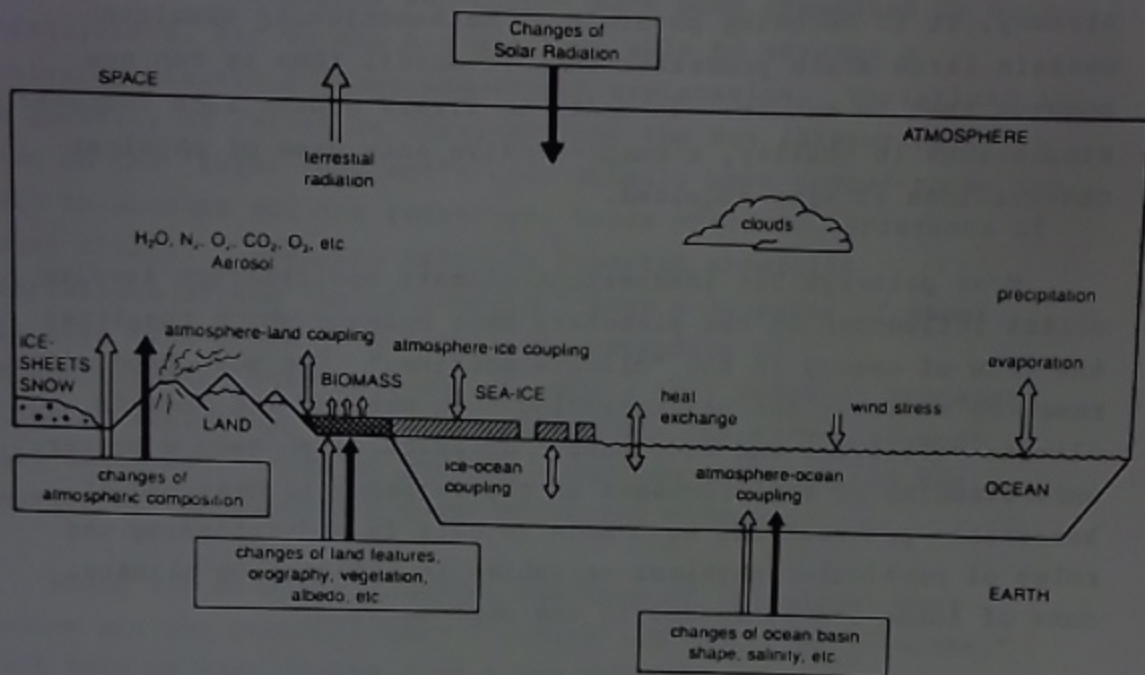 Changes of
Solar Radiation
SPACE
ATMOSPHERE
terrestial
radiation
clouds
H₂O, N₂, O₂, CO₂, O₃, etc
Aerosol
precipitation
atmosphere-land coupling
atmosphere-ice coupling
evaporation
ICE-
SHEETS
SNOW
BIOMASS
SEA-ICE
heat
exchange
wind stress
LAND
ice-ocean
coupling
atmosphere-ocean
coupling
OCEAN
changes of
atmospheric composition
changes of land features,
orography, vegetation,
albedo, etc
EARTH
changes of ocean basin
shape, salinity, etc